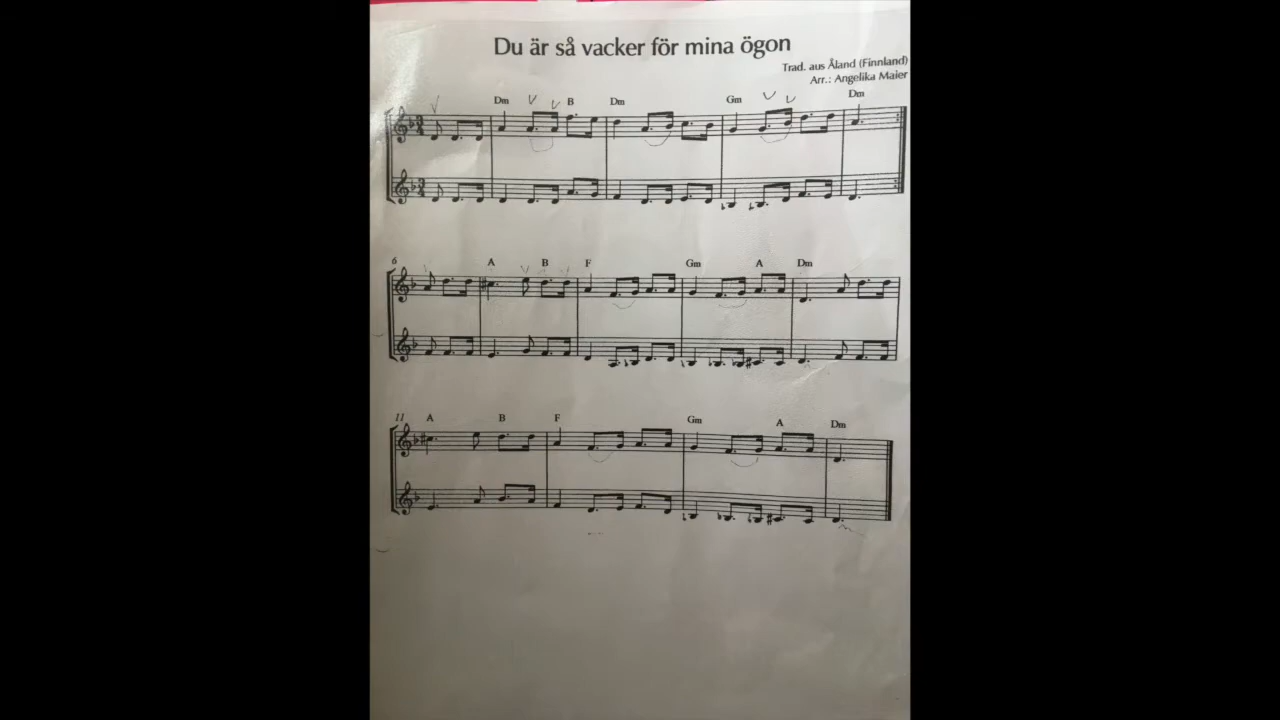 Du är så vacker för mina ögon
Trad. aus Åland (Finnland)
Arr.: Angelika Maier
Dm B Dm Gm Dm
6 A B F Gm A Dm
11 A B F Gm A Dm